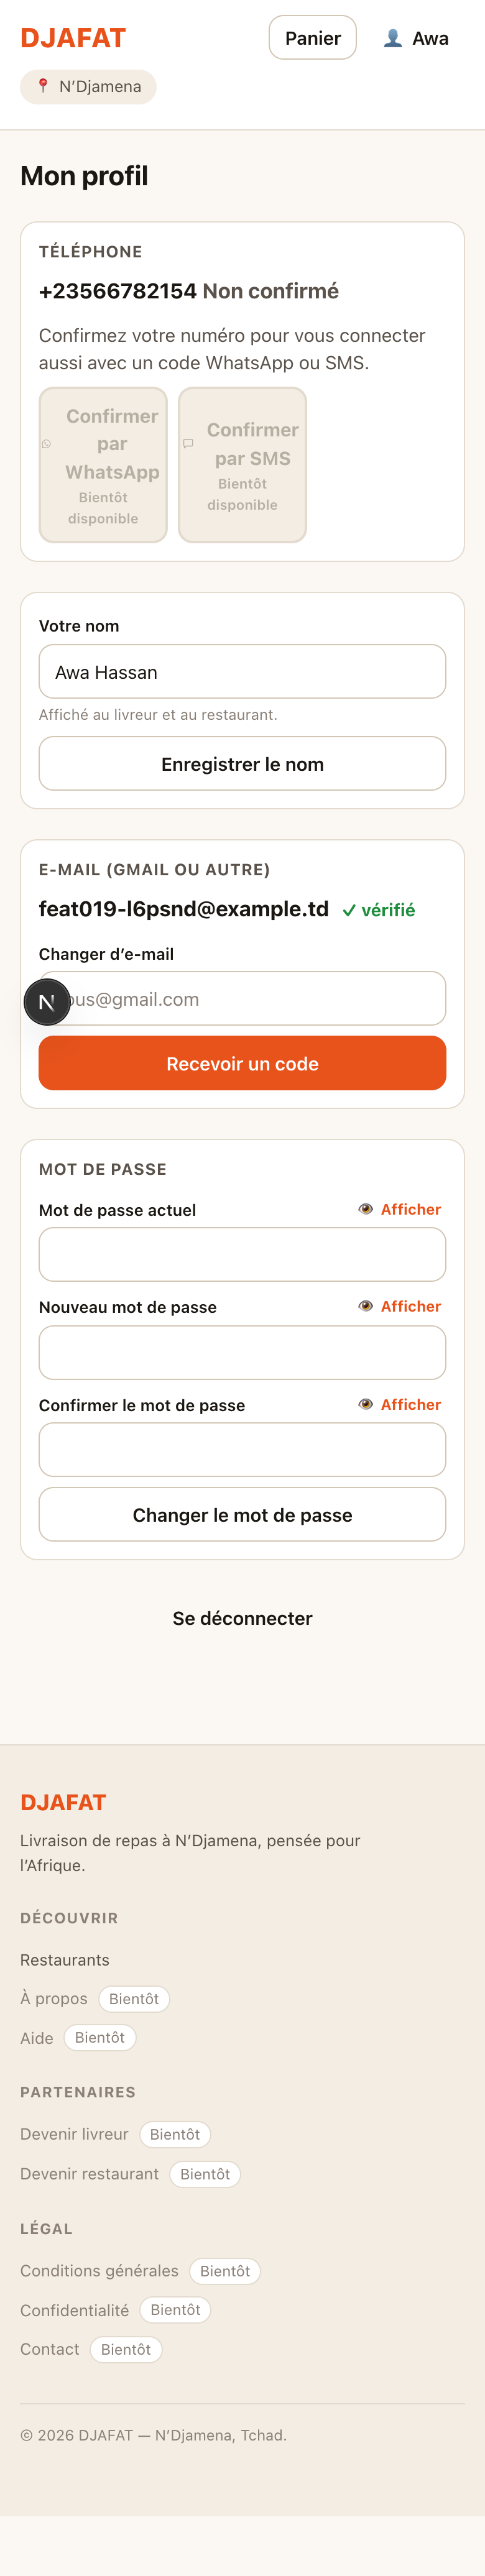 DJAFAT
Panier
Awa
N’Djamena
Mon profil
TÉLÉPHONE
+23566782154 Non confirmé
Confirmez votre numéro pour vous connecter
aussi avec un code WhatsApp ou SMS.
Confirmer
par
WhatsApp
Bientôt
disponible
Confirmer
par SMS
Bientôt
disponible
Votre nom
Awa Hassan
Affiché au livreur et au restaurant.
Enregistrer le nom
E-MAIL (GMAIL OU AUTRE)
feat019-l6psnd@example.td ✓ vérifié
Changer d’e-mail
N
ous@gmail.com
Recevoir un code
MOT DE PASSE
Mot de passe actuel
Afficher
Nouveau mot de passe
Afficher
Confirmer le mot de passe
Afficher
Changer le mot de passe
Se déconnecter
DJAFAT
Livraison de repas à N’Djamena, pensée pour
l’Afrique.
DÉCOUVRIR
Restaurants
À propos Bientôt
Aide Bientôt
PARTENAIRES
Devenir livreur Bientôt
Devenir restaurant Bientôt
LÉGAL
Conditions générales Bientôt
Confidentialité Bientôt
Contact Bientôt
© 2026 DJAFAT — N’Djamena, Tchad.